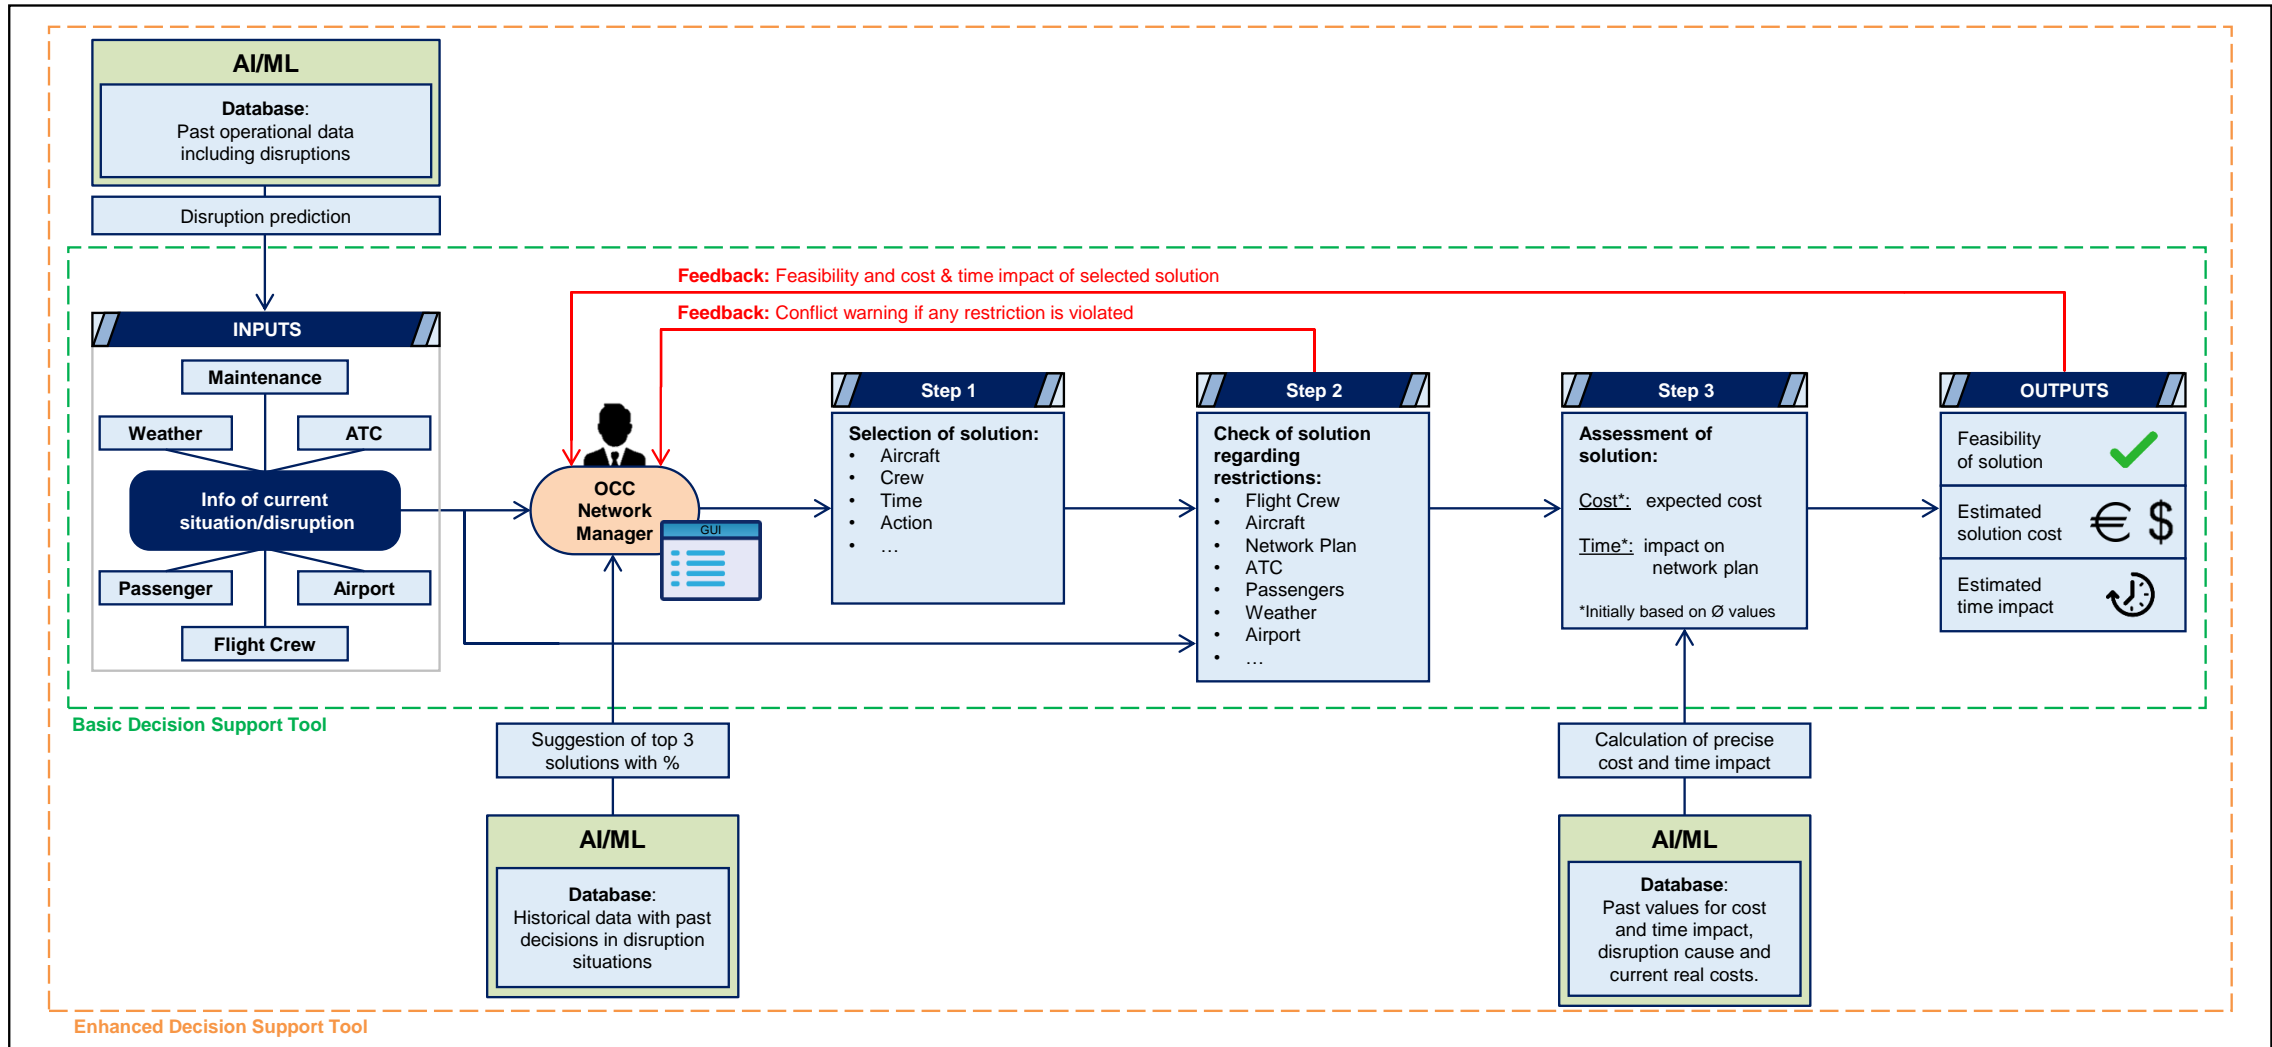 AI/ML
Database:
Past operational data
including disruptions
Disruption prediction
Feedback: Feasibility and cost & time impact of selected solution
Feedback: Conflict warning if any restriction is violated
INPUTS
Maintenance
Weather
ATC
Info of current
situation/disruption
Passenger
Airport
Flight Crew
OCC
Network
Manager
GUI
Step 1
Selection of solution:
• Aircraft
• Crew
• Time
• Action
• …
Step 2
Check of solution
regarding
restrictions:
• Flight Crew
• Aircraft
• Network Plan
• ATC
• Passengers
• Weather
• Airport
• …
Step 3
Assessment of
solution:
Cost*: expected cost
Time*: impact on
network plan
*Initially based on Ø values
OUTPUTS
Feasibility
of solution
Estimated
solution cost
€ $
Estimated
time impact
Basic Decision Support Tool
Suggestion of top 3
solutions with %
AI/ML
Database:
Historical data with past
decisions in disruption
situations
Calculation of precise
cost and time impact
AI/ML
Database:
Past values for cost
and time impact,
disruption cause and
current real costs.
Enhanced Decision Support Tool